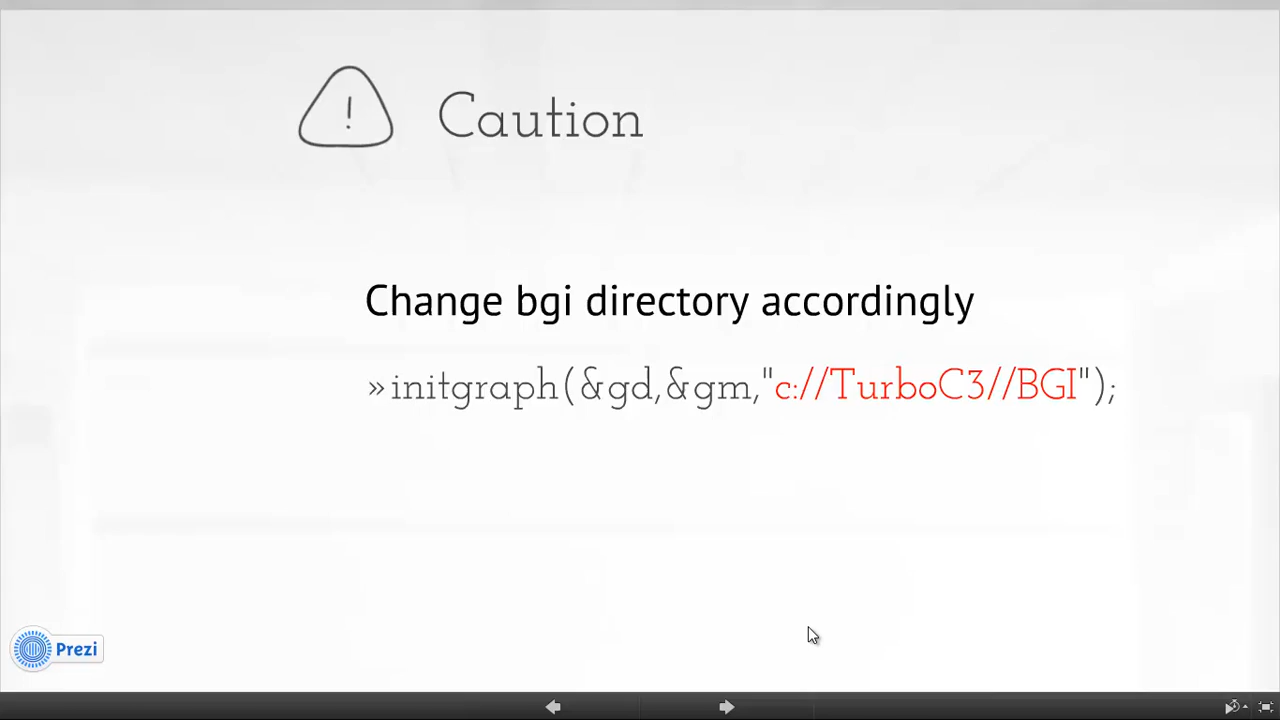 !
Caution
Change bgi directory accordingly
»initgraph(&gd,&gm,"c://TurboC3//BGI");
Prezi